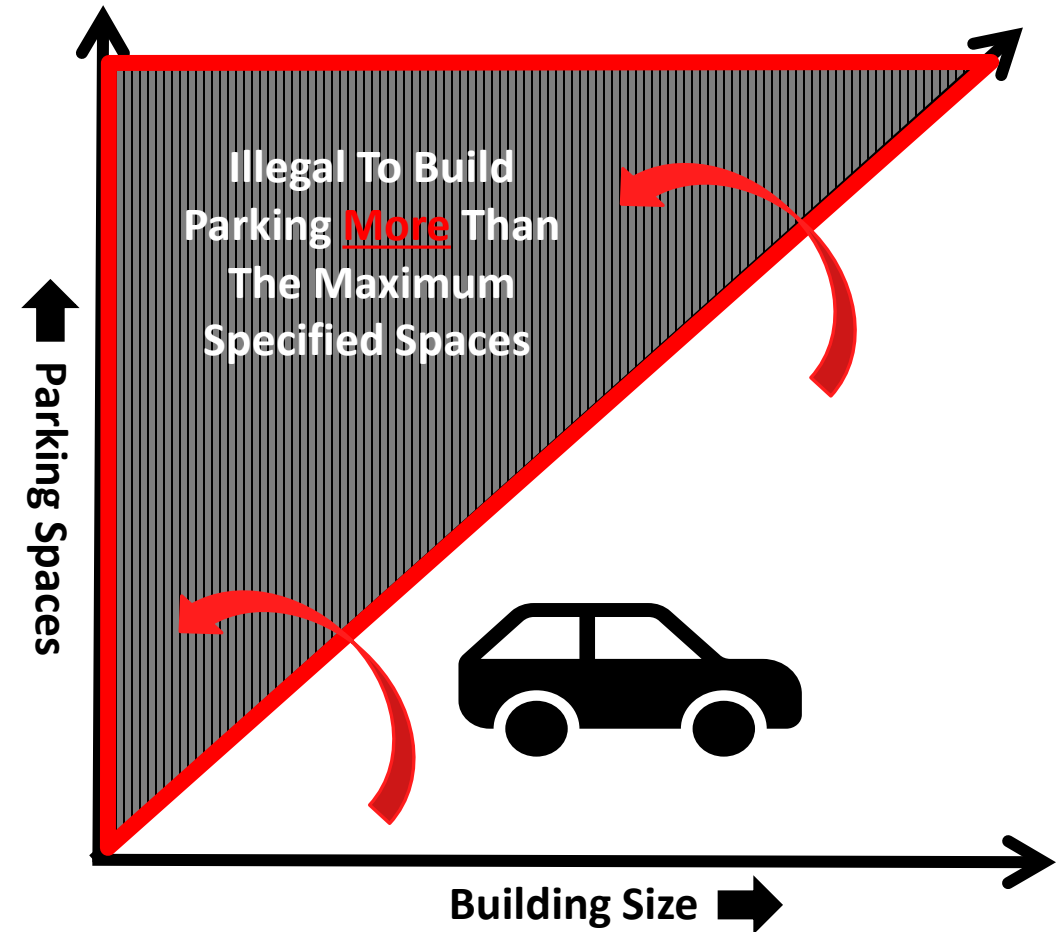 Illegal To Build
Parking More Than
The Maximum
Specified Spaces
Parking Spaces
Building Size